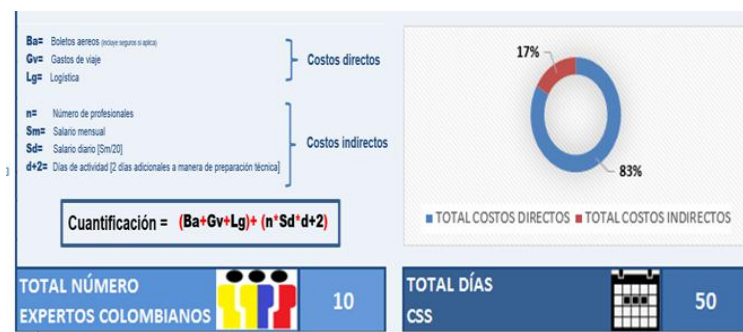 Ba= Boletos aereos (incluye seguros si aplica)
Gv= Gastos de viaje
Lg= Logística
Costos directos
n= Número de profesionales
Sm= Salario mensual
Sd= Salario diario [Sm/20]
d+2= Días de actividad [2 días adicionales a manera de preparación técnica]
Costos indirectos
Cuantificación = (Ba+Gv+Lg)+ (n*Sd*d+2)
17%
83%
TOTAL COSTOS DIRECTOS TOTAL COSTOS INDIRECTOS
TOTAL NÚMERO
EXPERTOS COLOMBIANOS
10
TOTAL DÍAS
CSS
50